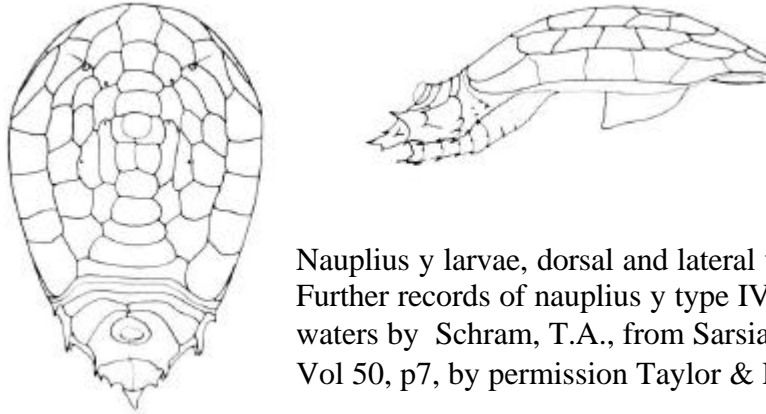 Nauplius y larvae, dorsal and lateral
Further records of nauplius y type IV
waters by Schram, T.A., from Sarsia
Vol 50, p7, by permission Taylor &